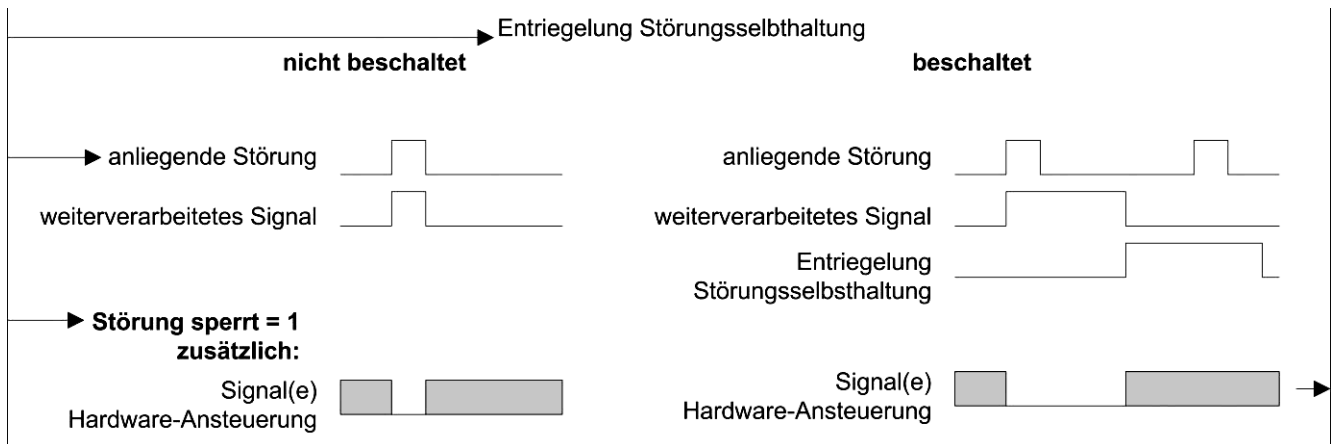 Entriegelung Störungsselbthaltung
nicht beschaltet
beschaltet
anliegende Störung
weiterverarbeitetes Signal
anliegende Störung
weiterverarbeitetes Signal
Entriegelung
Störungsselbsthaltung
Störung sperrt = 1
zusätzlich:
Signal(e)
Hardware-Ansteuerung
Signal(e)
Hardware-Ansteuerung